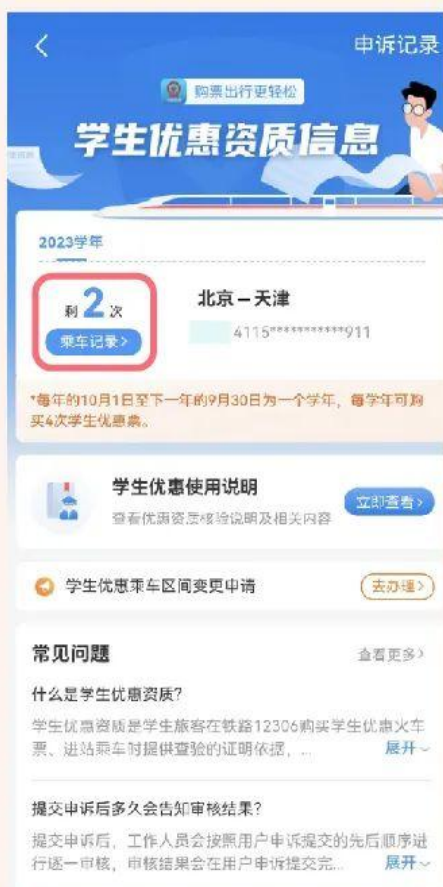 申诉记录
购票出行更轻松
学生优惠资质信息
2023学年
剩2次
北京－天津
乘车记录>
4115***********911
*每年的10月1日至下一年的9月30日为一个学年，每学年可购
买4次学生优惠票。
学生优惠使用说明
立即查看>
查看优惠资质核验说明及相关内容
学生优惠乘车区间变更申请
去办理>
常见问题
查看更多>
什么是学生优惠资质？
学生优惠资质是学生旅客在铁路12306购买学生优惠火车
票、进站乘车时提供查验的证明依据，... 展开
提交申诉后多久会告知审核结果？
提交申诉后，工作人员会按照用户申诉提交的先后顺序进
行逐一审核，审核结果会在用户申诉提交完... 展开